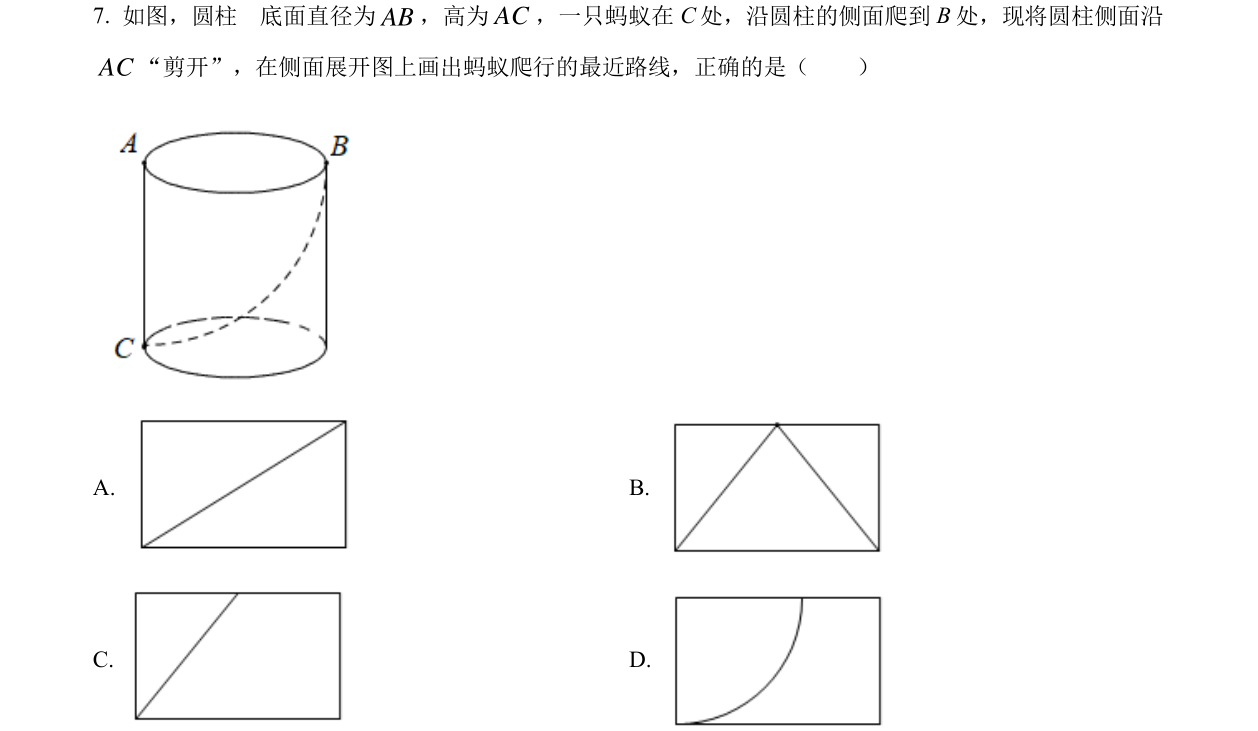 7. 如图，圆柱　底面直径为AB，高为AC，一只蚂蚁在C处，沿圆柱的侧面爬到B处，现将圆柱侧面沿
AC“剪开”，在侧面展开图上画出蚂蚁爬行的最近路线，正确的是（　　）
A B
C
A. B.
C. D.